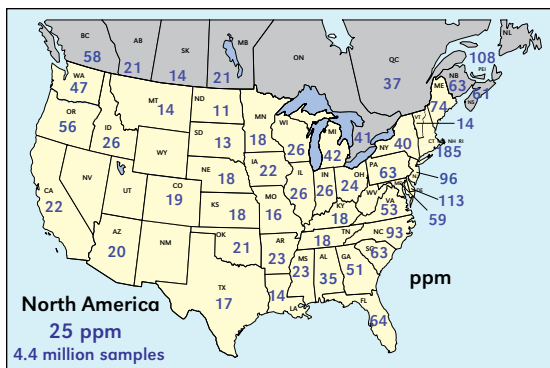 NL
BC
58
AB
21
SK
14
MB
21
ON
QC
37
108
PEI
NB
63
NS
61
WA
47
MT
14
ND
11
MN
18
ME
74
VT
14
OR
56
ID
26
SD
13
WI
26
MI
42
41
NY
40
CT
MA
NH RI
185
WY
NE
18
IA
22
PA
63
NJ
96
CA
22
NV
UT
CO
19
KS
18
MO
16
IL
26
IN
26
OH
24
WV
VA
53
MD
DE
113
59
KY
18
AZ
20
NM
OK
21
AR
23
TN
18
NC
93
SC
63
MS
23
AL
35
GA
51
TX
17
14
LA
FL
64
ppm
North America
25 ppm
4.4 million samples